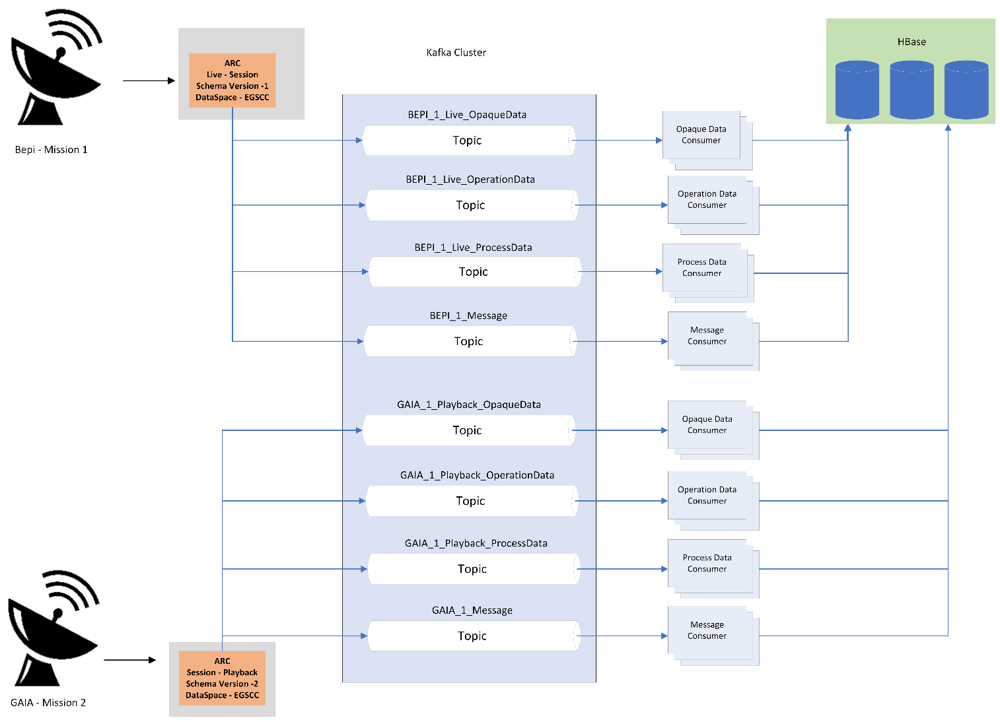 Kafka Cluster
HBase
ARC
Live - Session
Schema Version -1
DataSpace - EGSCC
Bepi - Mission 1
BEPI_1_Live_OpaqueData
Topic
Opaque Data
Consumer
BEPI_1_Live_OperationData
Topic
Operation Data
Consumer
BEPI_1_Live_ProcessData
Topic
Process Data
Consumer
BEPI_1_Message
Topic
Message
Consumer
GAIA_1_Playback_OpaqueData
Topic
Opaque Data
Consumer
GAIA_1_Playback_OperationData
Topic
Operation Data
Consumer
GAIA_1_Playback_ProcessData
Topic
Process Data
Consumer
GAIA_1_Message
Topic
Message
Consumer
ARC
Session - Playback
Schema Version -2
DataSpace - EGSCC
GAIA - Mission 2